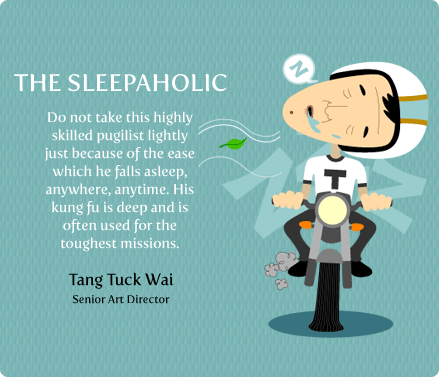 N
THE SLEEPAHOLIC
Do not take this highly
skilled pugilist lightly
just because of the ease
which he falls asleep,
anywhere, anytime. His
kung fu is deep and is
often used for the
toughest missions.
T
Tang Tuck Wai
Senior Art Director